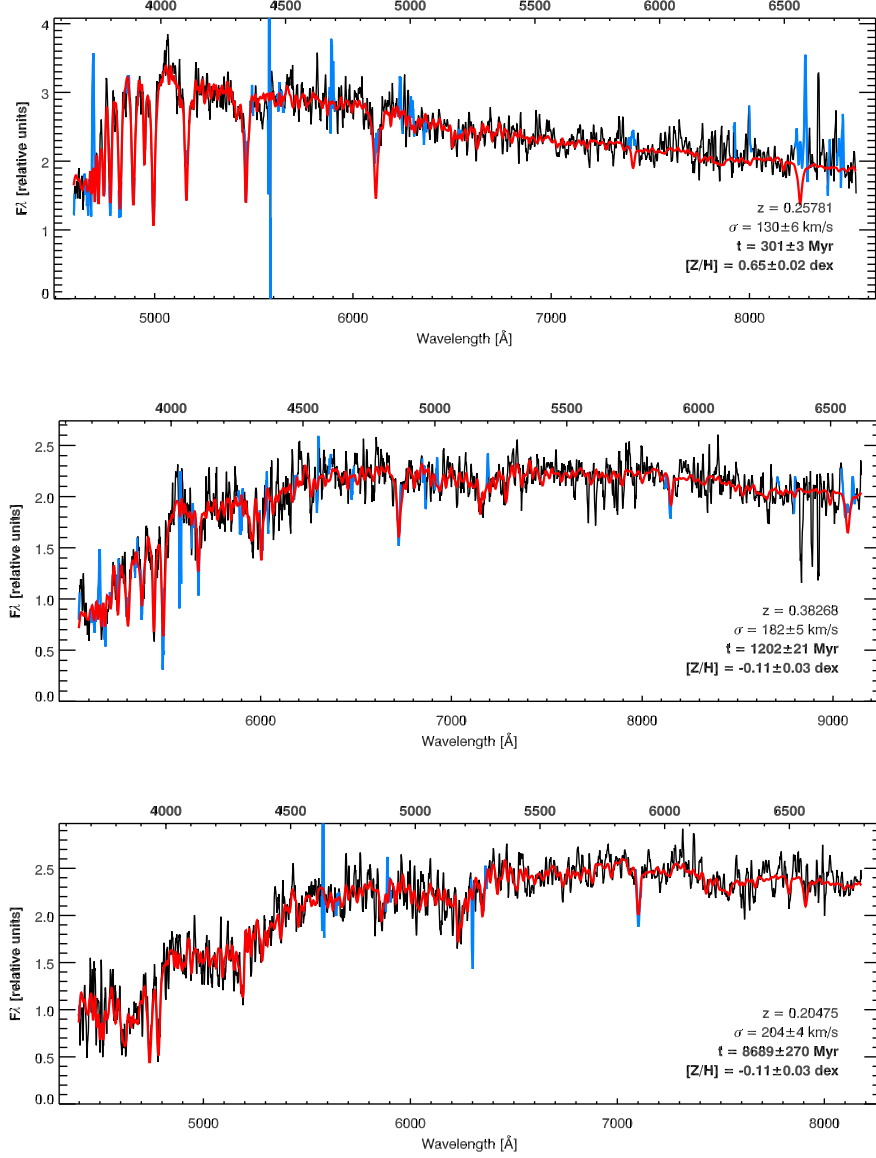 4000 4500 5000 5500 6000 6500
4
3
2
1
0
Fλ [relative units]
z = 0.25781
σ = 130±6 km/s
t = 301±3 Myr
[Z/H] = 0.65±0.02 dex
5000 6000 7000 8000
Wavelength [Å]
4000 4500 5000 5500 6000 6500
2.5
2.0
1.5
1.0
0.5
0.0
Fλ [relative units]
z = 0.38268
σ = 182±5 km/s
t = 1202±21 Myr
[Z/H] = -0.11±0.03 dex
6000 7000 8000 9000
Wavelength [Å]
4000 4500 5000 5500 6000 6500
2.5
2.0
1.5
1.0
0.5
0.0
Fλ [relative units]
z = 0.20475
σ = 204±4 km/s
t = 8689±270 Myr
[Z/H] = -0.11±0.03 dex
5000 6000 7000 8000
Wavelength [Å]